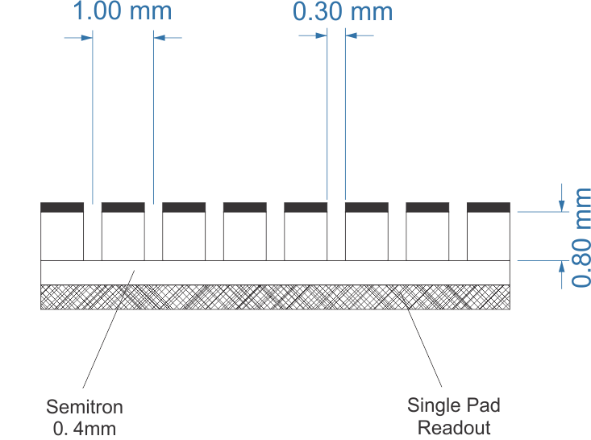 1.00 mm
0.30 mm
0.80 mm
Semitron
0. 4mm
Single Pad
Readout